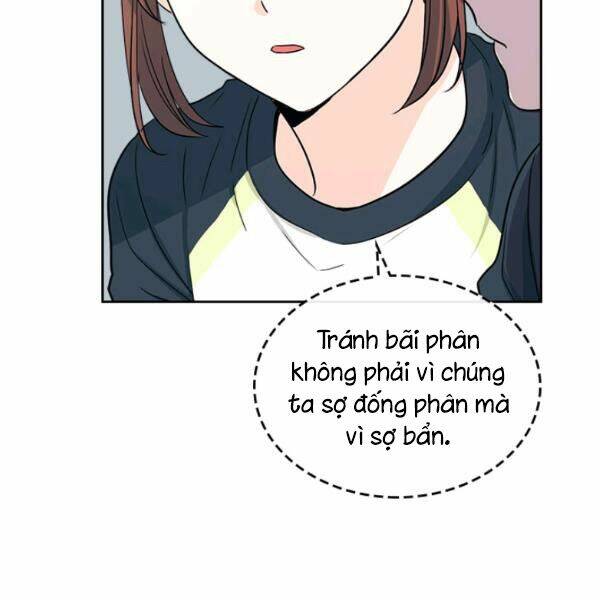 Tránh bãi phân
không phải vì chúng
ta sợ đống phân mà
vì sợ bẩn.